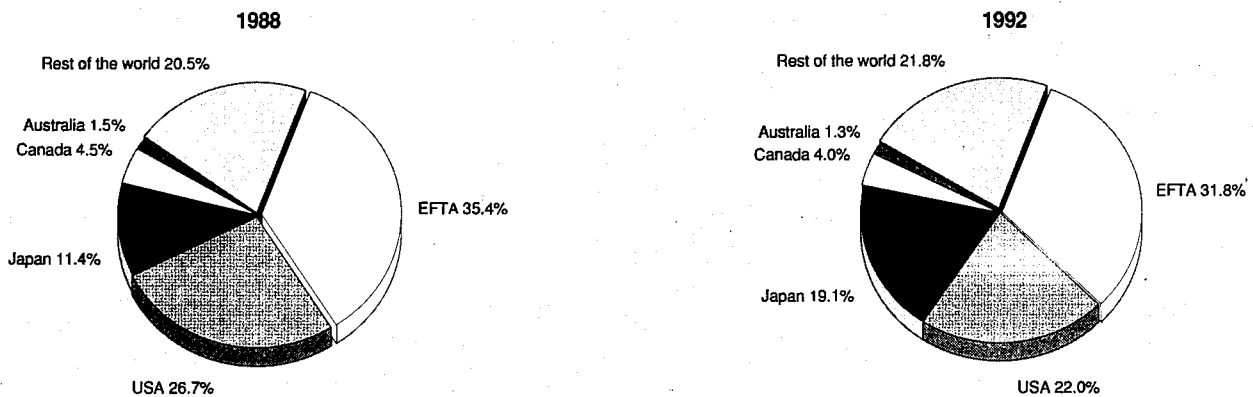 1988
Rest of the world 20.5%
Australia 1.5%
Canada 4.5%
EFTA 35.4%
Japan 11.4%
USA 26.7%
1992
Rest of the world 21.8%
Australia 1.3%
Canada 4.0%
EFTA 31.8%
Japan 19.1%
USA 22.0%